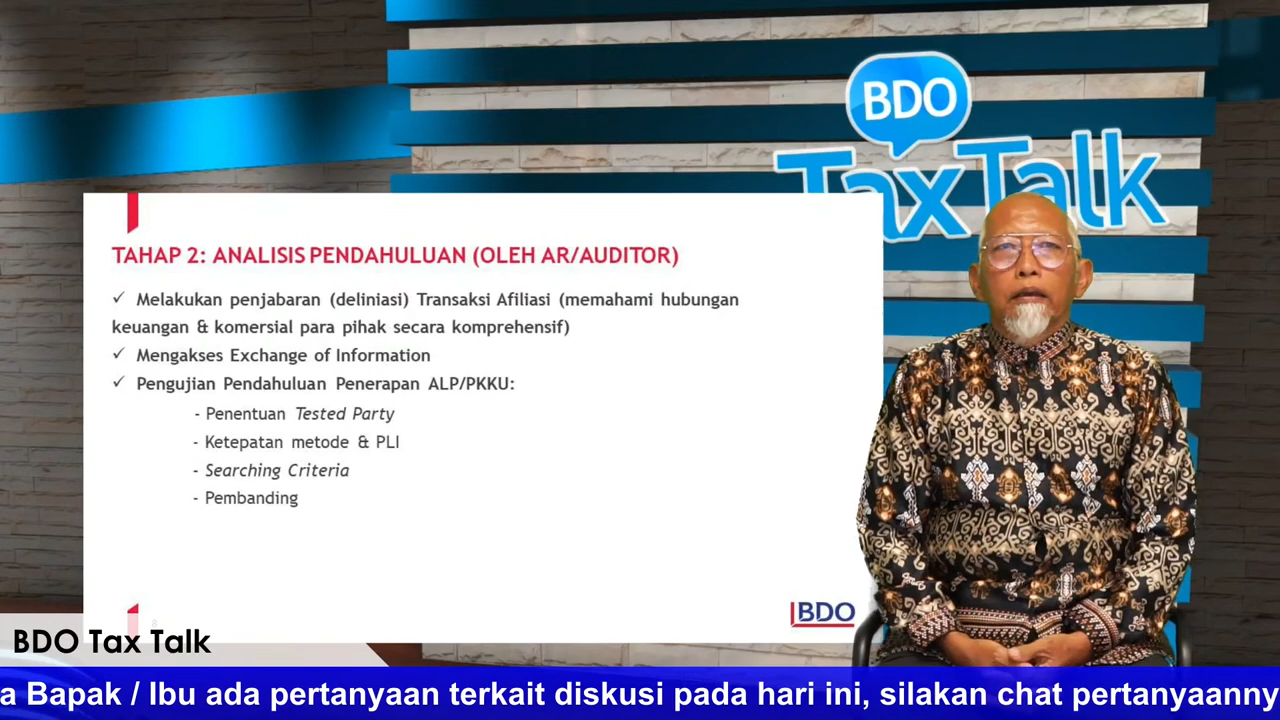 BDO
TaxTalk
TAHAP 2: ANALISIS PENDAHULUAN (OLEH AR/AUDITOR)
✓ Melakukan penjabaran (deliniasi) Transaksi Afiliasi (memahami hubungan
keuangan & komersial para pihak secara komprehensif)
✓ Mengakses Exchange of Information
✓ Pengujian Pendahuluan Penerapan ALP/PKKU:
- Penentuan Tested Party
- Ketepatan metode & PLI
- Searching Criteria
- Pembanding
8
BDO
BDO Tax Talk
a Bapak / Ibu ada pertanyaan terkait diskusi pada hari ini, silakan chat pertanyaanny